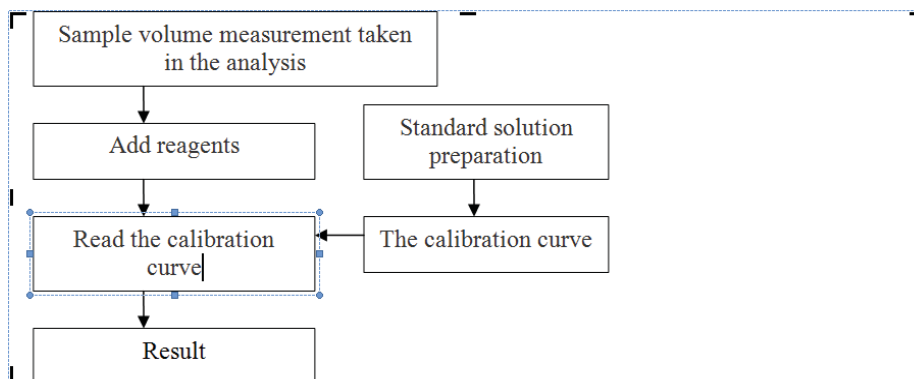 Sample volume measurement taken
in the analysis
Add reagents
Standard solution
preparation
Read the calibration
curve
The calibration curve
Result